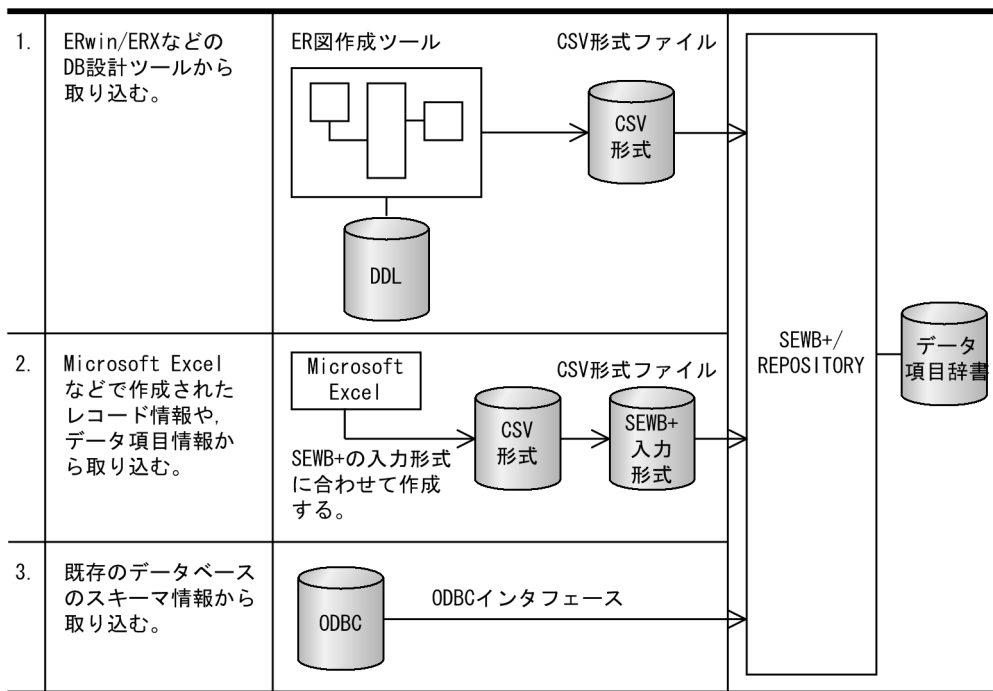 1.
ERwin/ERXなどの
DB設計ツールから
取り込む。
ER図作成ツール
CSV形式ファイル
CSV
形式
DDL
2.
Microsoft Excel
などで作成された
レコード情報や,
データ項目情報か
ら取り込む。
Microsoft
Excel
CSV形式ファイル
CSV
形式
SEWB+
入力
形式
SEWB+の入力形式
に合わせて作成
する。
3.
既存のデータベース
のスキーマ情報から
取り込む。
ODBC
ODBCインタフェース
SEWB+/
REPOSITORY
データ
項目辞書